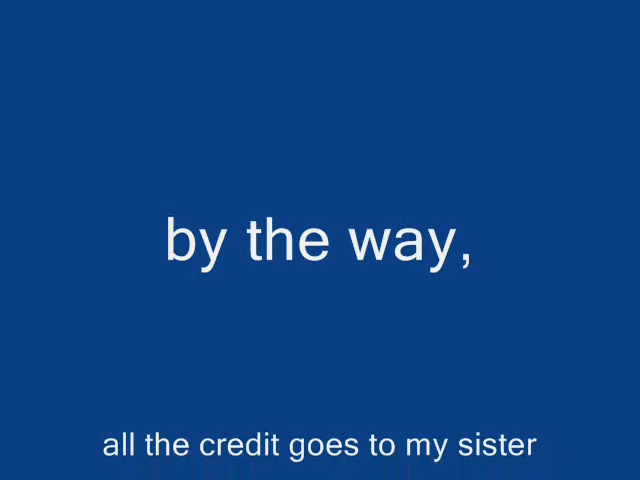 by the way,
all the credit goes to my sister